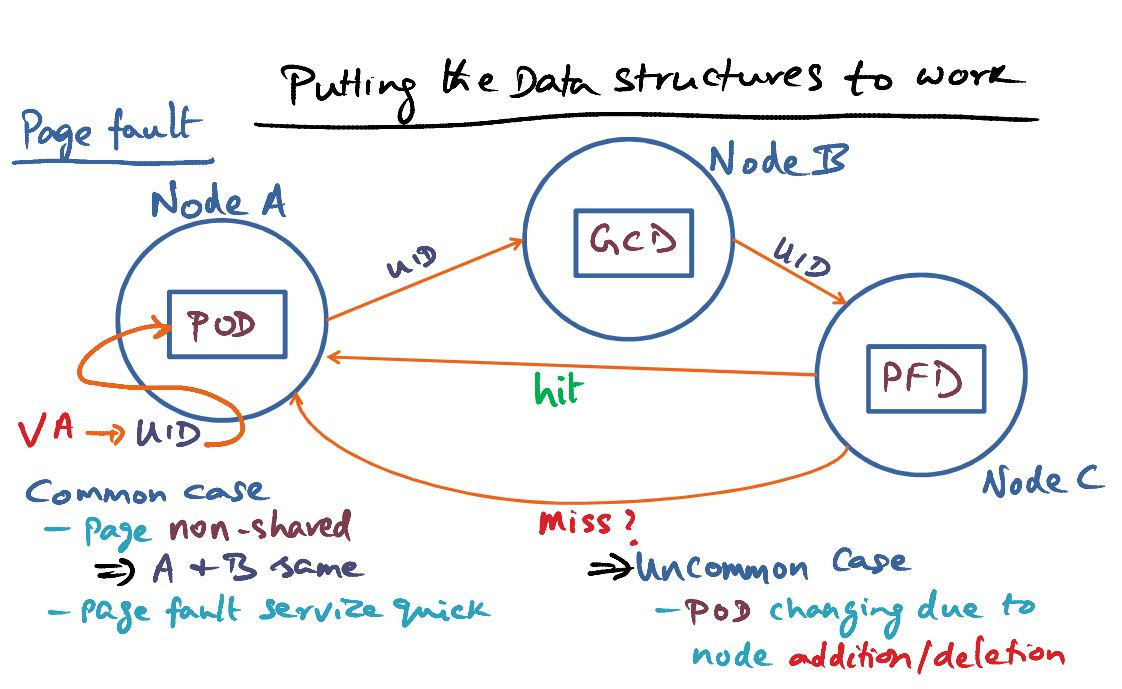 Putting the Data structures to work
Page fault
Node A
Node B
Node C
POD
GCD
PFD
UID
UID
hit
miss?
VA → UID
Common case
- Page non-shared
⇒ A + B same
- page fault servize quick
⇒ Uncommon case
- POD changing due to
node addition/deletion